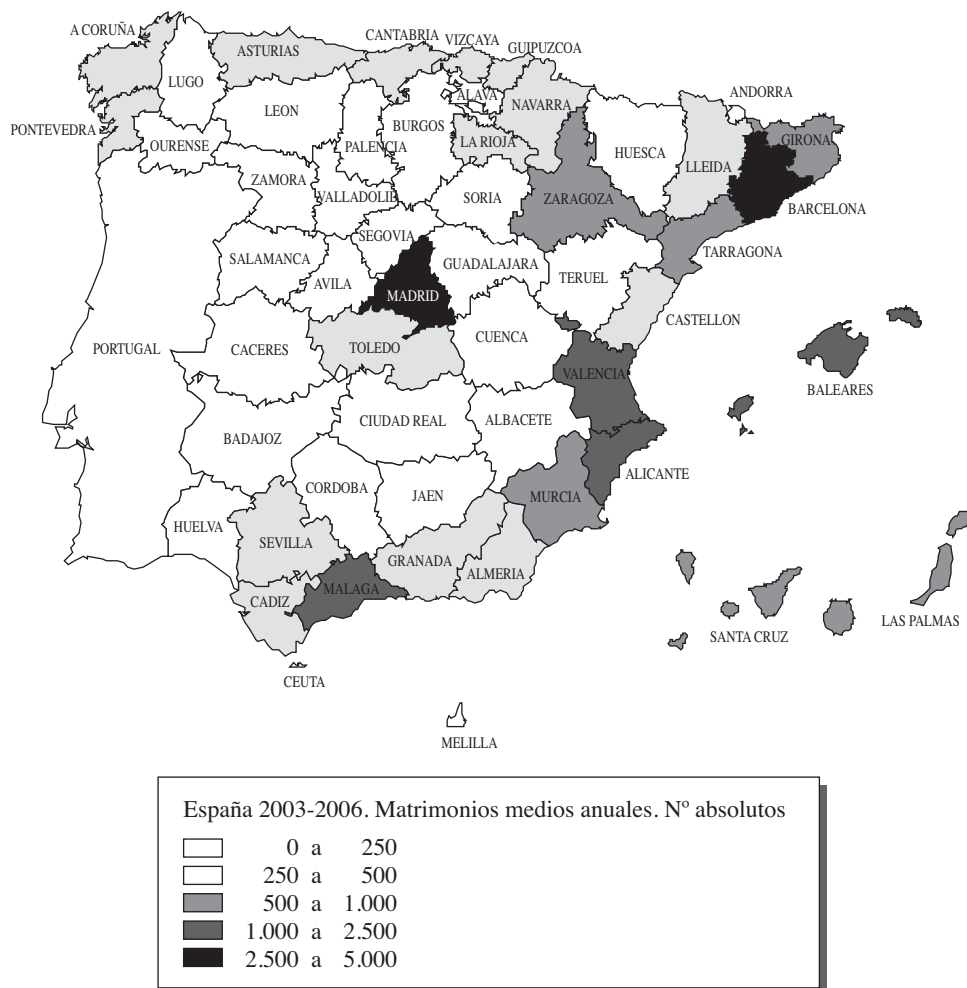 A CORUÑA
ASTURIAS
CANTABRIA
VIZCAYA
GUIPUZCOA
LUGO
LEON
ALAVA
NAVARRA
ANDORRA
PONTEVEDRA
OURENSE
PALENCIA
BURGOS
LA RIOJA
HUESCA
LLEIDA
GIRONA
ZAMORA
VALLADOLID
SORIA
ZARAGOZA
BARCELONA
SEGOVIA
TARRAGONA
SALAMANCA
AVILA
GUADALAJARA
TERUEL
MADRID
CASTELLON
PORTUGAL
CACERES
TOLEDO
CUENCA
VALENCIA
BALEARES
BADAJOZ
CIUDAD REAL
ALBACETE
ALICANTE
CORDOBA
JAEN
MURCIA
HUELVA
SEVILLA
GRANADA
ALMERIA
CADIZ
MALAGA
SANTA CRUZ
LAS PALMAS
CEUTA
MELILLA
España 2003-2006. Matrimonios medios anuales. Nº absolutos
0 a 250
250 a 500
500 a 1.000
1.000 a 2.500
2.500 a 5.000